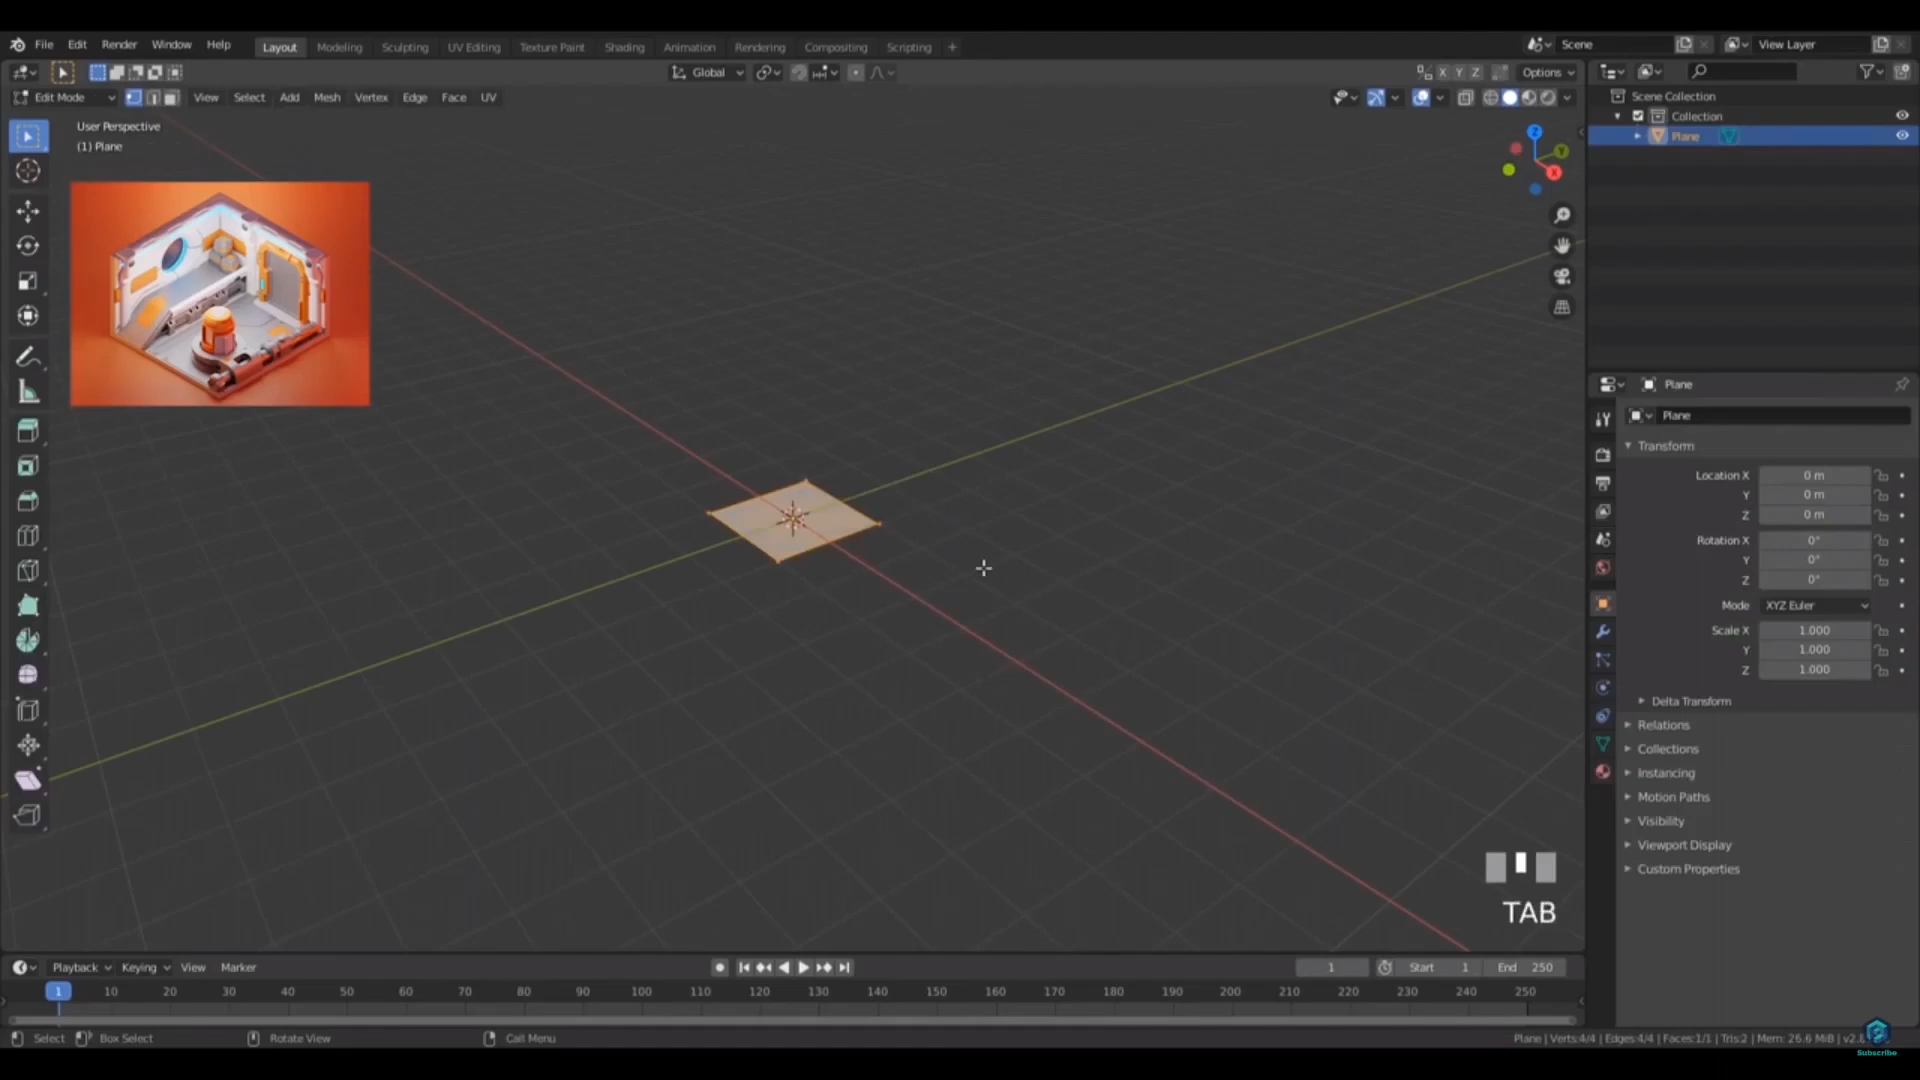 File Edit Render Window Help Layout Modeling Sculpting UV Editing Texture Paint Shading Animation Rendering Compositing Scripting + Scene View Layer
Global X Y Z Options
Edit Mode View Select Add Mesh Vertex Edge Face UV
User Perspective
(1) Plane
Z
Y
X
TAB
Scene Collection
Collection
Plane
Plane
Plane
Transform
Location X 0 m
Y 0 m
Z 0 m
Rotation X 0°
Y 0°
Z 0°
Mode XYZ Euler
Scale X 1.000
Y 1.000
Z 1.000
Delta Transform
Relations
Collections
Instancing
Motion Paths
Visibility
Viewport Display
Custom Properties
Playback Keying View Marker 1 Start 1 End 250
1 10 20 30 40 50 60 70 80 90 100 110 120 130 140 150 160 170 180 190 200 210 220 230 240 250
Select Box Select Rotate View Call Menu Plane | Verts:4/4 | Edges:4/4 | Faces:1/1 | Tris:2 | Mem: 26.6 MiB |
Subscribe